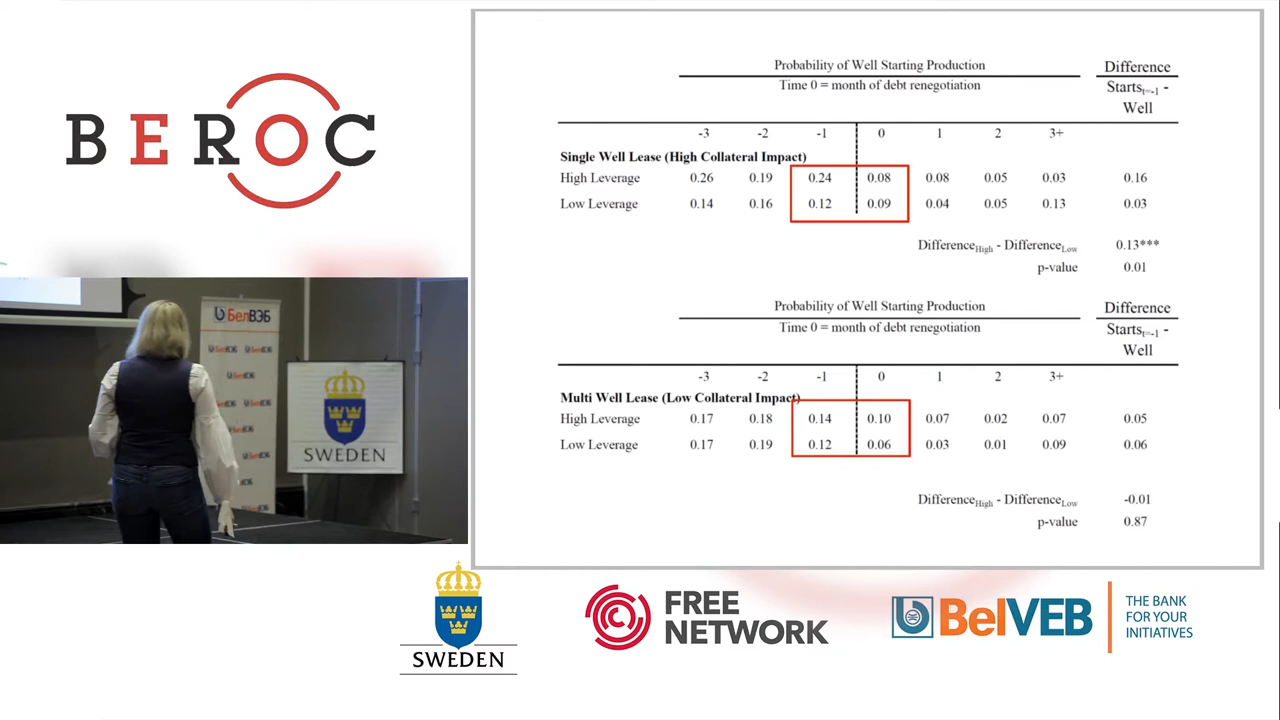 BEROC
Probability of Well Starting Production
Difference
Time 0 = month of debt renegotiation
Starts t=-1 -
Well
-3 -2 -1 0 1 2 3+
Single Well Lease (High Collateral Impact)
High Leverage 0.26 0.19 0.24 0.08 0.08 0.05 0.03 0.16
Low Leverage 0.14 0.16 0.12 0.09 0.04 0.05 0.13 0.03
Difference High - Difference Low 0.13***
p-value 0.01
Probability of Well Starting Production
Difference
Time 0 = month of debt renegotiation
Starts t=-1 -
Well
-3 -2 -1 0 1 2 3+
Multi Well Lease (Low Collateral Impact)
High Leverage 0.17 0.18 0.14 0.10 0.07 0.02 0.07 0.05
Low Leverage 0.17 0.19 0.12 0.06 0.03 0.01 0.09 0.06
Difference High - Difference Low -0.01
p-value 0.87
БелВЭБ
SWEDEN
SWEDEN
FREE
NETWORK
BelVEB
THE BANK
FOR YOUR
INITIATIVES